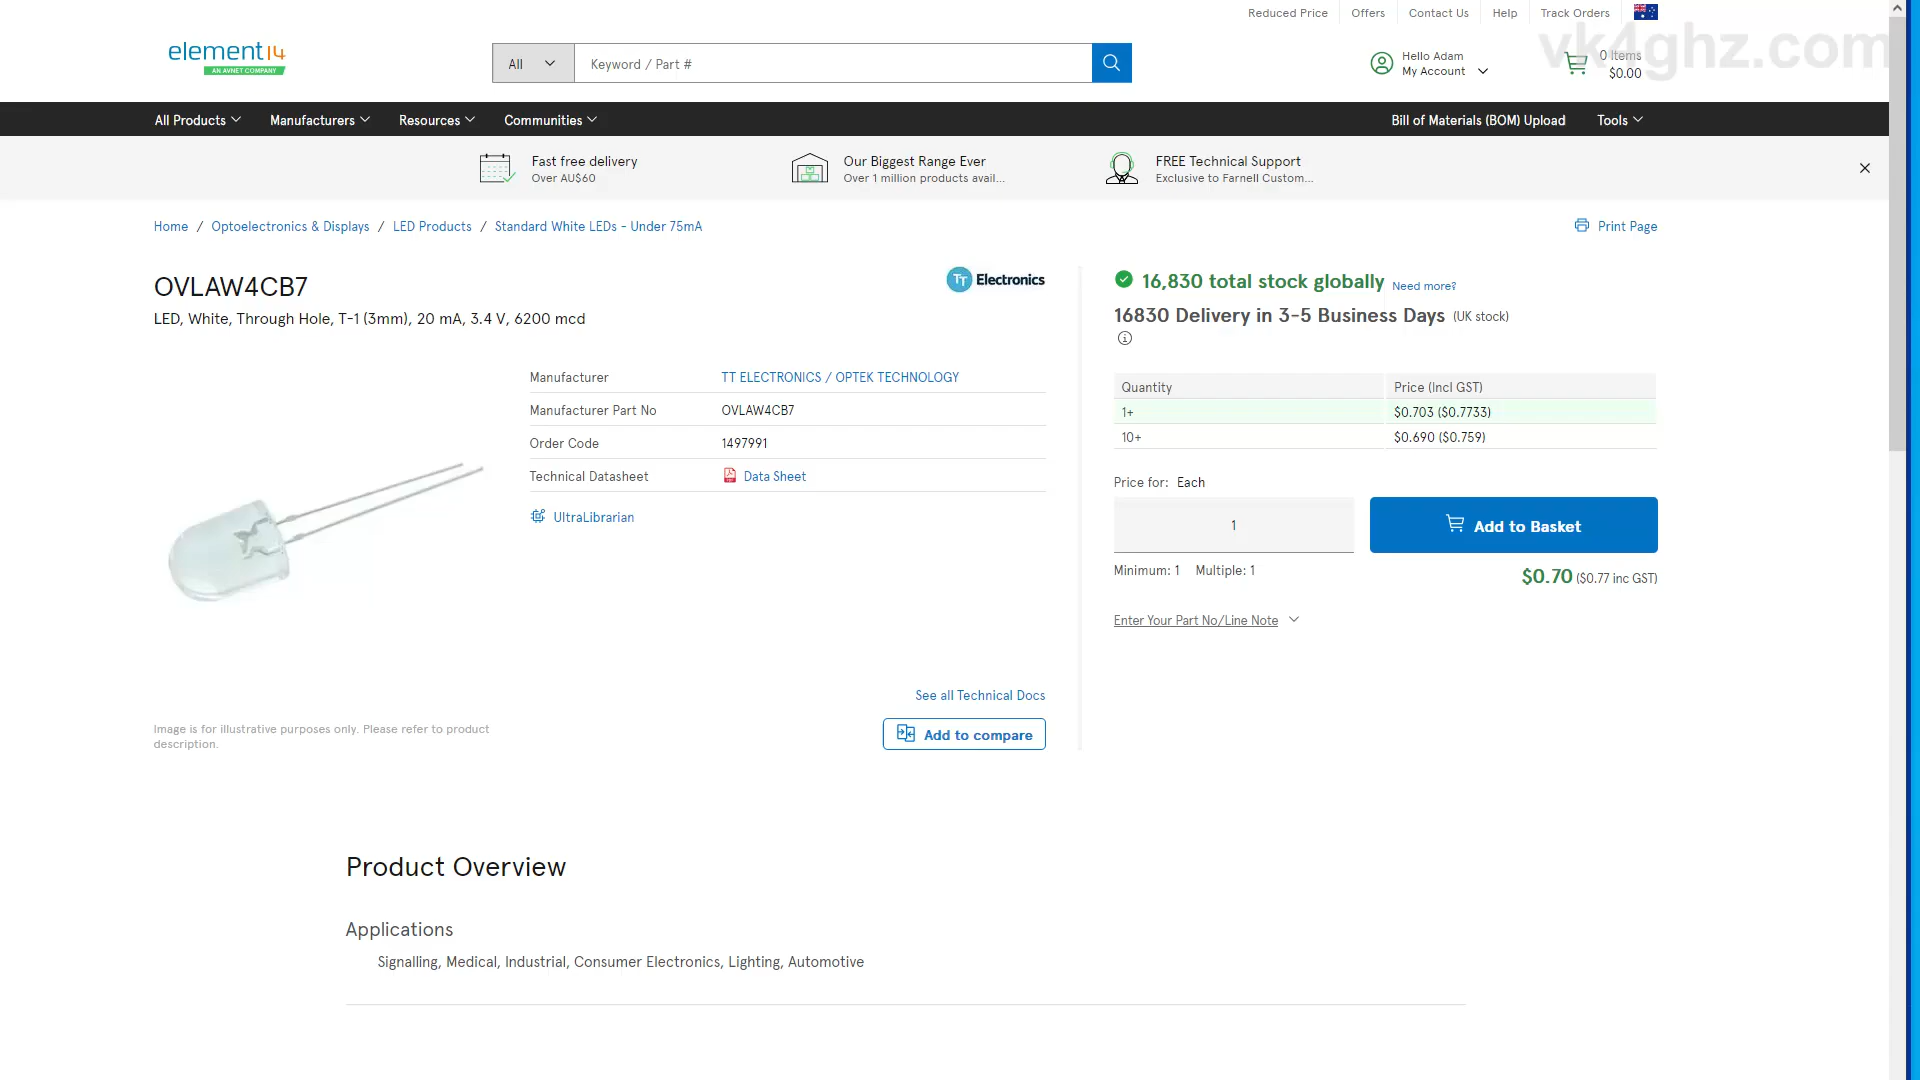 Reduced Price
Offers
Contact Us
Help
Track Orders
vk4ghz.com
element14
AN AVNET COMPANY
All
Keyword / Part #
Hello Adam
My Account
0 Items
$0.00
All Products
Manufacturers
Resources
Communities
Bill of Materials (BOM) Upload
Tools
Fast free delivery
Over AU$60
Our Biggest Range Ever
Over 1 million products avail...
FREE Technical Support
Exclusive to Farnell Custom...
Home / Optoelectronics & Displays / LED Products / Standard White LEDs - Under 75mA
Print Page
OVLAW4CB7
LED, White, Through Hole, T-1 (3mm), 20 mA, 3.4 V, 6200 mcd
TT Electronics
Manufacturer TT ELECTRONICS / OPTEK TECHNOLOGY
Manufacturer Part No OVLAW4CB7
Order Code 1497991
Technical Datasheet Data Sheet
UltraLibrarian
See all Technical Docs
Add to compare
Image is for illustrative purposes only. Please refer to product
description.
16,830 total stock globally Need more?
16830 Delivery in 3-5 Business Days (UK stock)
Quantity Price (Incl GST)
1+ $0.703 ($0.7733)
10+ $0.690 ($0.759)
Price for: Each
1
Add to Basket
Minimum: 1 Multiple: 1
$0.70 ($0.77 inc GST)
Enter Your Part No/Line Note
Product Overview
Applications
Signalling, Medical, Industrial, Consumer Electronics, Lighting, Automotive